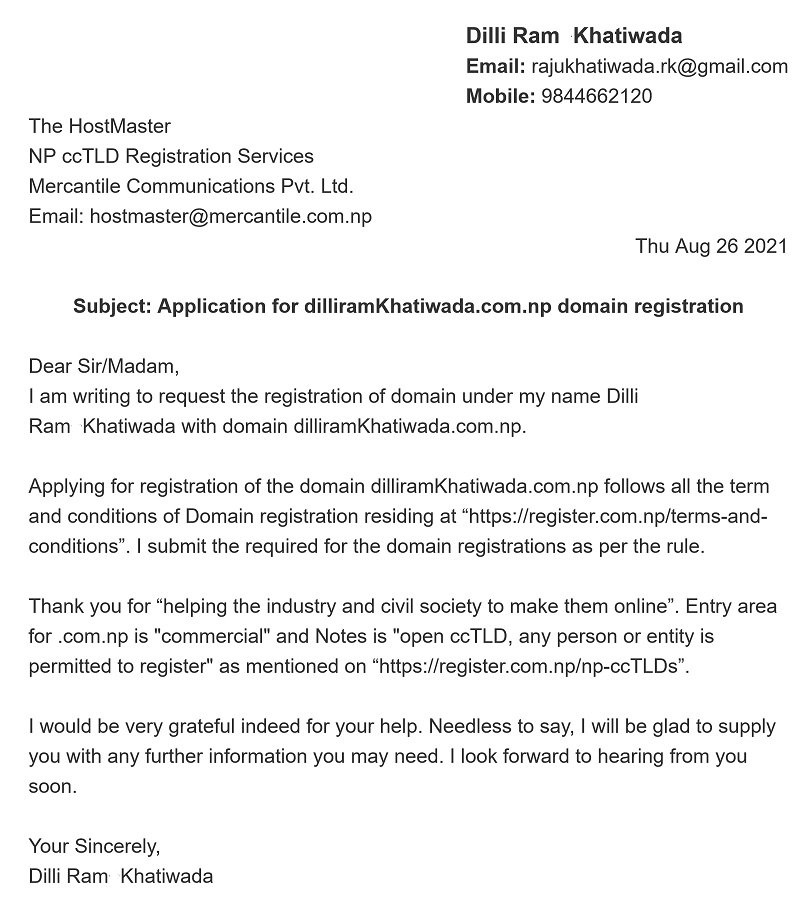 Dilli Ram Khatiwada
Email: rajukhatiwada.rk@gmail.com
Mobile: 9844662120
The HostMaster
NP ccTLD Registration Services
Mercantile Communications Pvt. Ltd.
Email: hostmaster@mercantile.com.np
Thu Aug 26 2021
Subject: Application for dilliramKhatiwada.com.np domain registration
Dear Sir/Madam,
I am writing to request the registration of domain under my name Dilli
Ram Khatiwada with domain dilliramKhatiwada.com.np.
Applying for registration of the domain dilliramKhatiwada.com.np follows all the term
and conditions of Domain registration residing at “https://register.com.np/terms-and-
conditions”. I submit the required for the domain registrations as per the rule.
Thank you for “helping the industry and civil society to make them online”. Entry area
for .com.np is "commercial" and Notes is "open ccTLD, any person or entity is
permitted to register" as mentioned on “https://register.com.np/np-ccTLDs”.
I would be very grateful indeed for your help. Needless to say, I will be glad to supply
you with any further information you may need. I look forward to hearing from you
soon.
Your Sincerely,
Dilli Ram Khatiwada